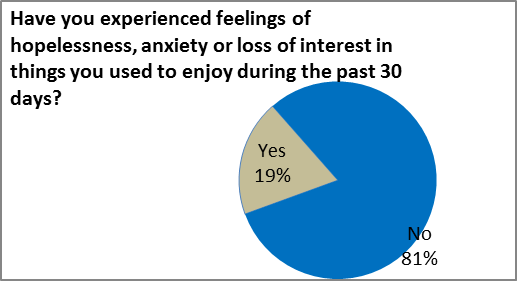 Have you experienced feelings of
hopelessness, anxiety or loss of interest in
things you used to enjoy during the past 30
days?
Yes
19%
No
81%